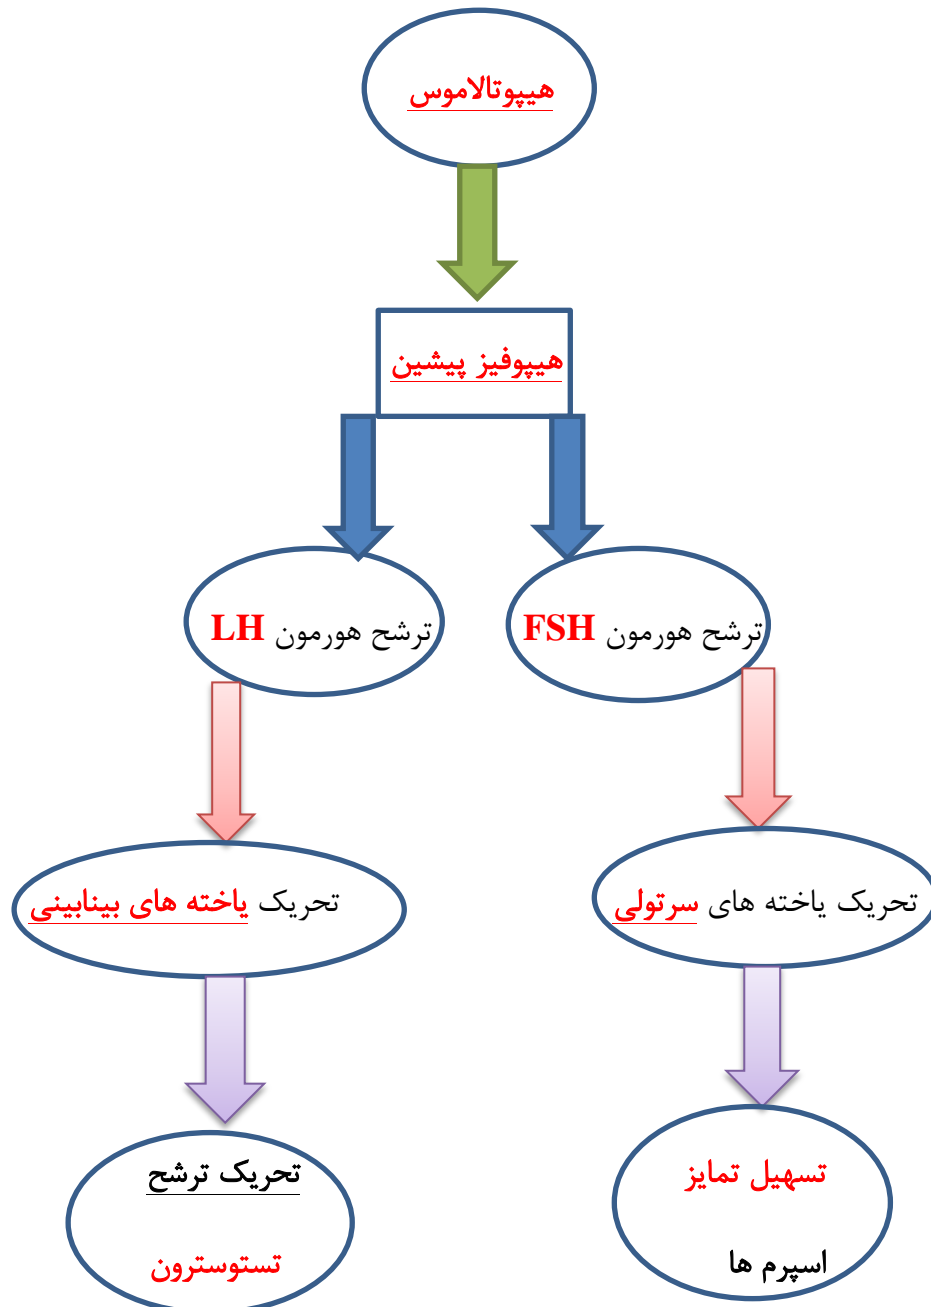 هیپوتالاموس
هیپوفیز پیشین
ترشح هورمون FSH
ترشح هورمون LH
تحریک یاخته های سرتولی
تحریک یاخته های بینابینی
تسهیل تمایز
اسپرم ها
تحریک ترشح
تستوسترون